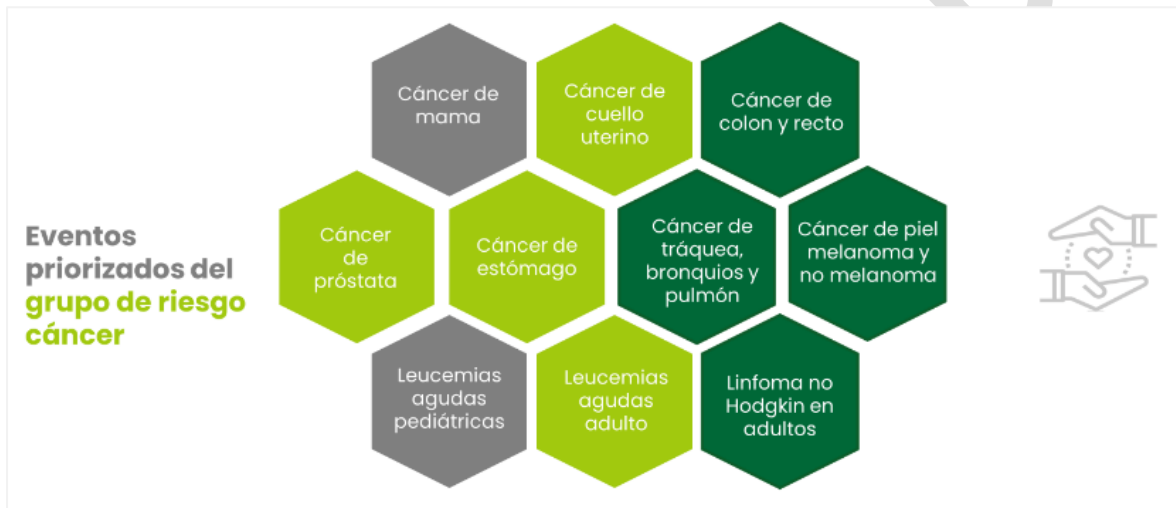 Eventos
priorizados del
grupo de riesgo
cáncer
Cáncer de
mama
Cáncer de
cuello
uterino
Cáncer de
colon y recto
Cáncer
de
próstata
Cáncer de
estómago
Cáncer de
tráquea,
bronquios y
pulmón
Cáncer de piel
melanoma y
no melanoma
Leucemias
agudas
pediátricas
Leucemias
agudas
adulto
Linfoma no
Hodgkin en
adultos